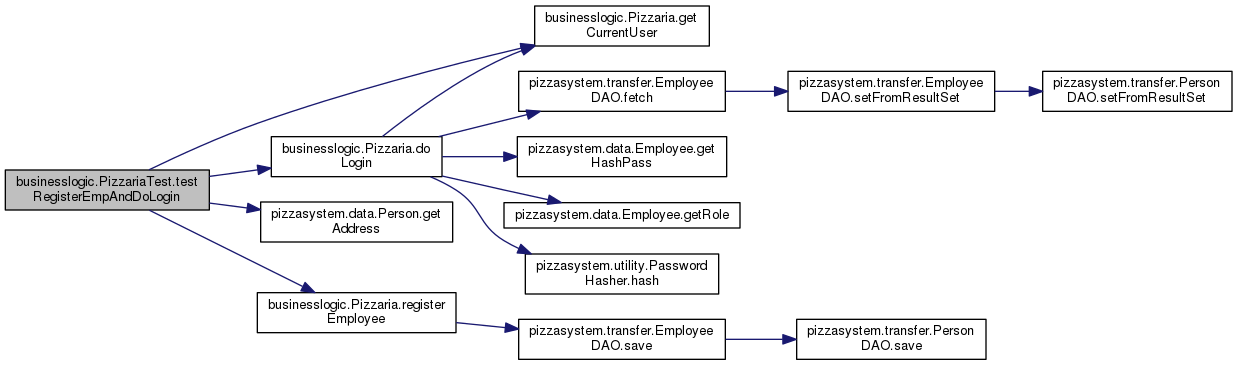 businesslogic.Pizzaria.get
CurrentUser
pizzasystem.transfer.Employee
DAO.fetch
pizzasystem.transfer.Employee
DAO.setFromResultSet
pizzasystem.transfer.Person
DAO.setFromResultSet
businesslogic.Pizzaria.do
Login
pizzasystem.data.Employee.get
HashPass
businesslogic.PizzariaTest.test
RegisterEmpAndDoLogin
pizzasystem.data.Person.get
Address
pizzasystem.data.Employee.getRole
pizzasystem.utility.Password
Hasher.hash
businesslogic.Pizzaria.register
Employee
pizzasystem.transfer.Employee
DAO.save
pizzasystem.transfer.Person
DAO.save